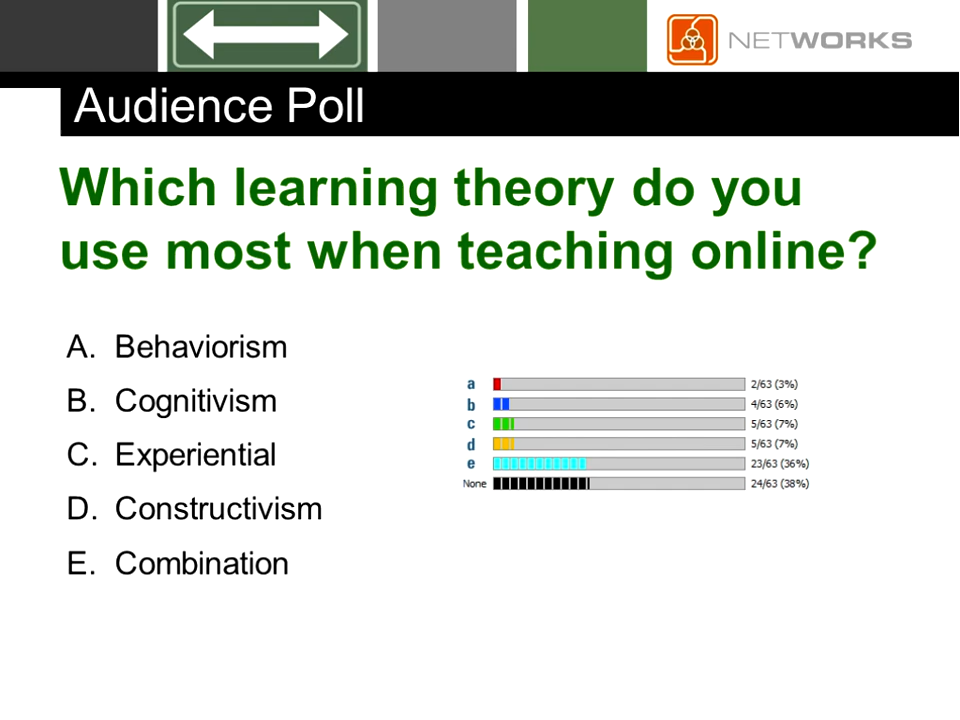 NETWORKS
Audience Poll
Which learning theory do you
use most when teaching online?
A. Behaviorism
B. Cognitivism
C. Experiential
D. Constructivism
E. Combination
a 2/63 (3%)
b 4/63 (6%)
c 5/63 (7%)
d 5/63 (7%)
e 23/63 (36%)
None 24/63 (38%)